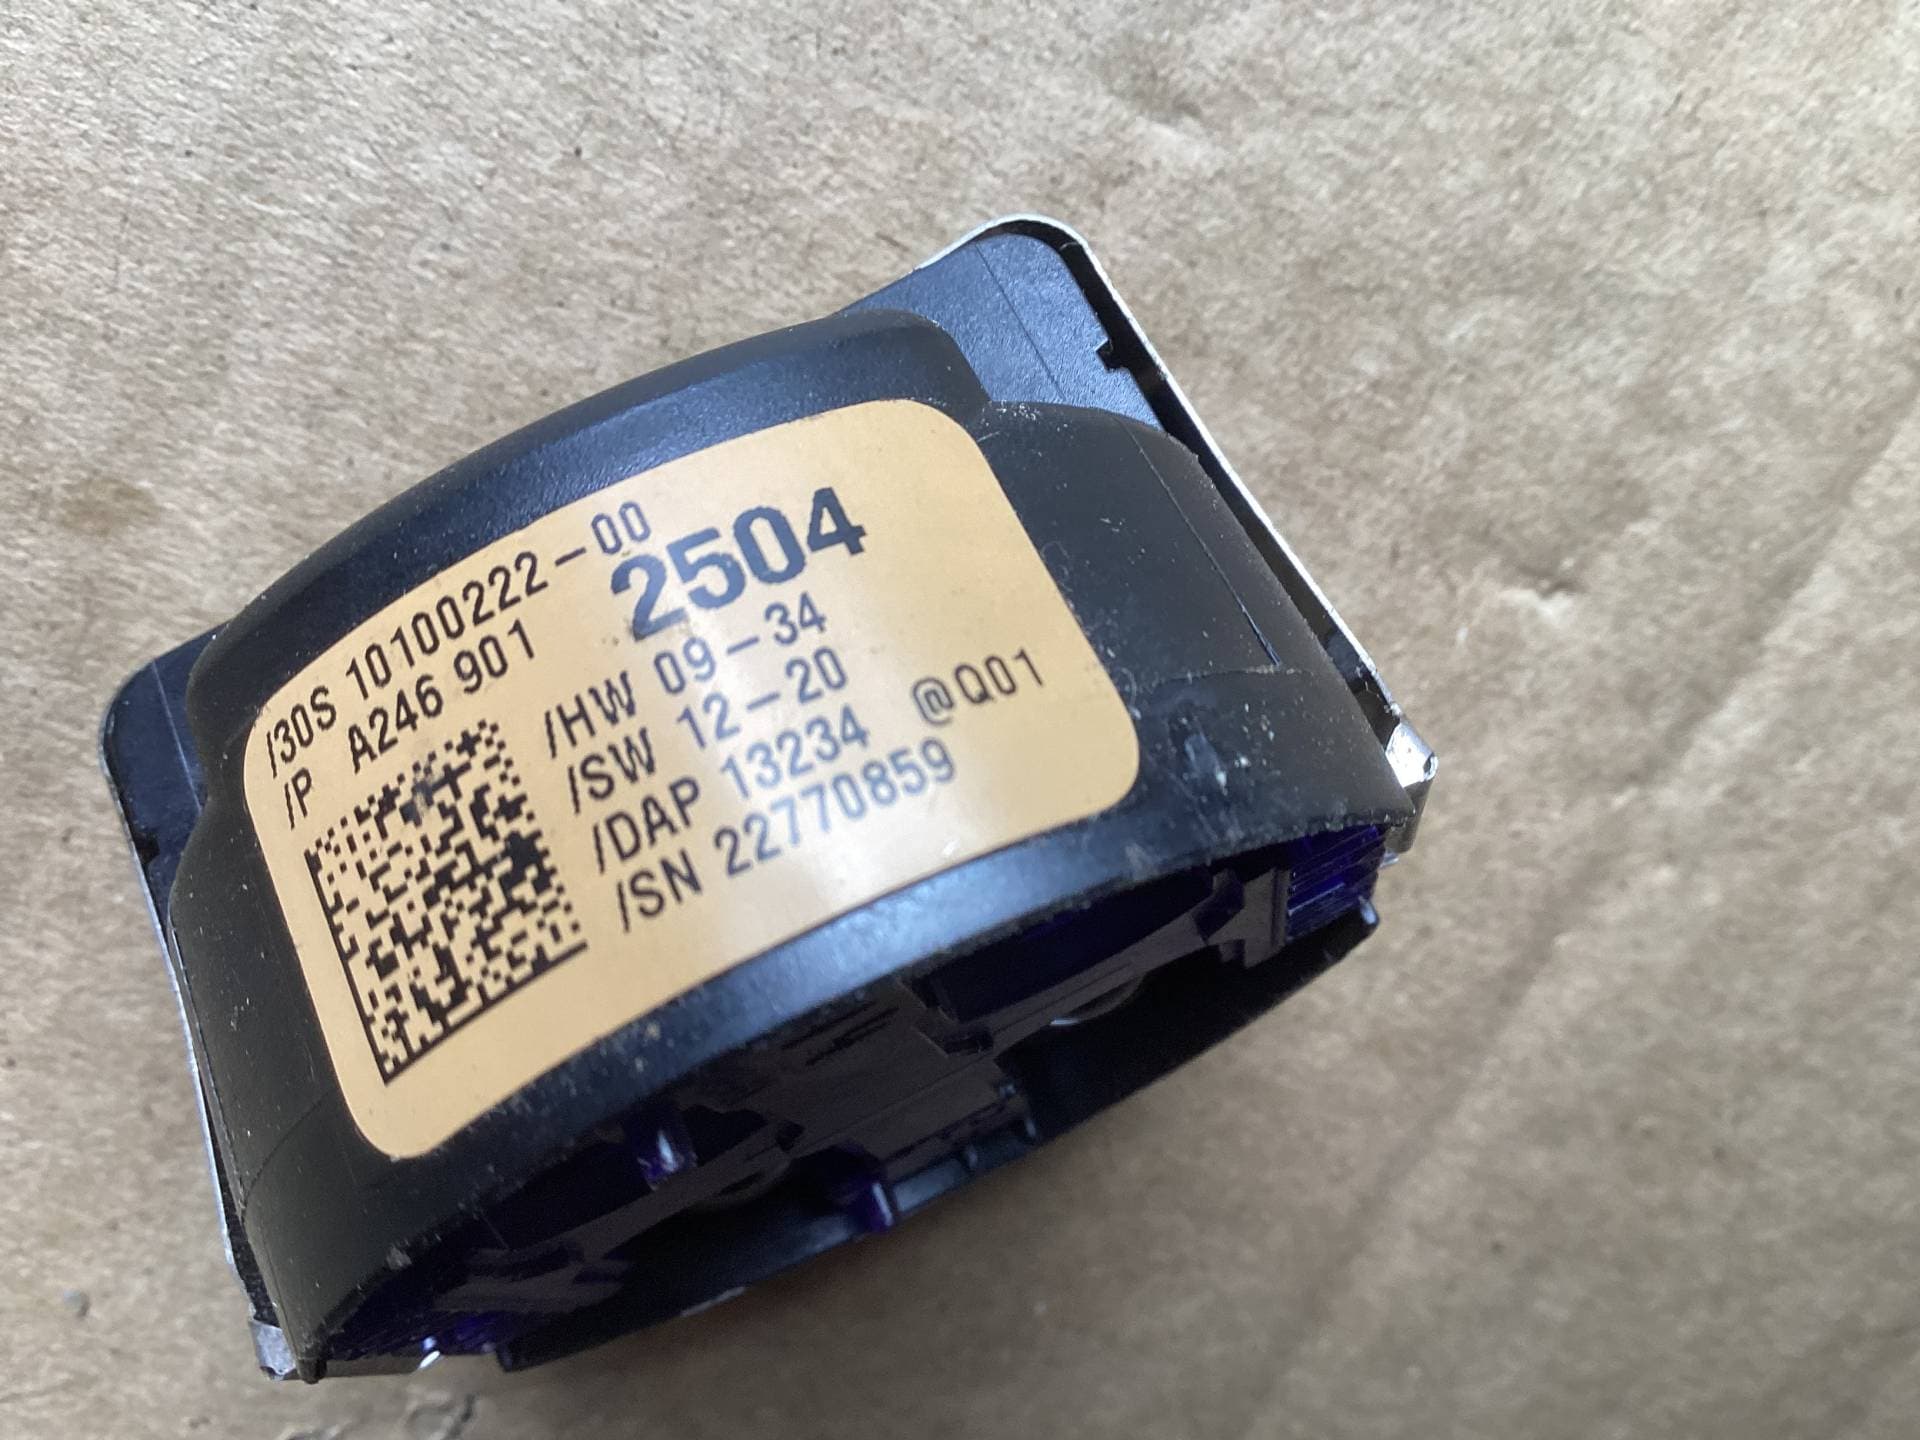 /30S 10100222-00
/P A246 901 2504
/HW 09-34
/SW 12-20
/DAP 13234 @Q01
/SN 22770859